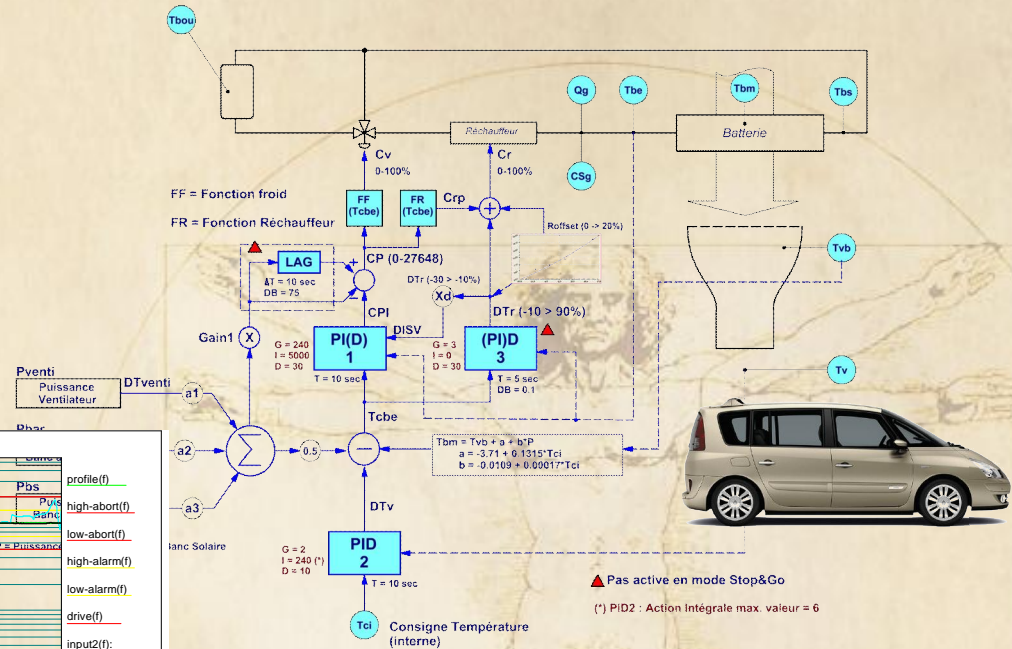 Tbou
Qg
Tbe
Tbm
Tbs
Réchauffeur
Batterie
Cv
0-100%
Cr
0-100%
CSg
FF = Fonction froid
FR = Fonction Réchauffeur
FF
(Tcbe)
FR
(Tcbe)
Crp
+
Roffset (0 -> 20%)
Tvb
LAG
ΔT = 10 sec
DB = 75
+
−
CP (0-27648)
DTr (-30 > -10%)
Xd
CPI
DISV
DTr (-10 > 90%)
Gain1
X
G = 240
I = 5000
D = 30
PI(D)
1
T = 10 sec
G = 3
I = 0
D = 30
(PI)D
3
T = 5 sec
DB = 0.1
Tv
Pventi
Puissance
Ventilateur
DTventi
a1
Tcbe
Pbar
a2
Σ
0.5
−
Tbm = Tvb + a + b*P
a = -3.71 + 0.1315*Tci
b = -0.0109 + 0.00017*Tci
Pbs
a3
Banc Solaire
DTv
G = 2
I = 240 (*)
D = 10
PID
2
T = 10 sec
Pas active en mode Stop&Go
(*) PID2 : Action Intégrale max. valeur = 6
Tci
Consigne Température
(interne)
profile(f)
high-abort(f)
low-abort(f)
high-alarm(f)
low-alarm(f)
drive(f)
input2(f):